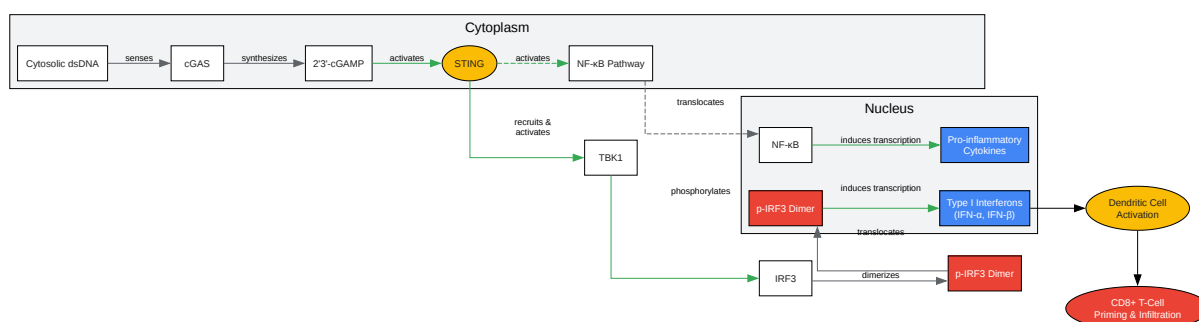 Cytoplasm
Cytosolic dsDNA
senses
cGAS
synthesizes
2'3'-cGAMP
activates
STING
activates
NF-κB Pathway
translocates
Nucleus
recruits &
activates
TBK1
NF-κB
induces transcription
Pro-inflammatory
Cytokines
phosphorylates
p-IRF3 Dimer
induces transcription
Type I Interferons
(IFN-α, IFN-β)
Dendritic Cell
Activation
translocates
IRF3
dimerizes
p-IRF3 Dimer
CD8+ T-Cell
Priming & Infiltration